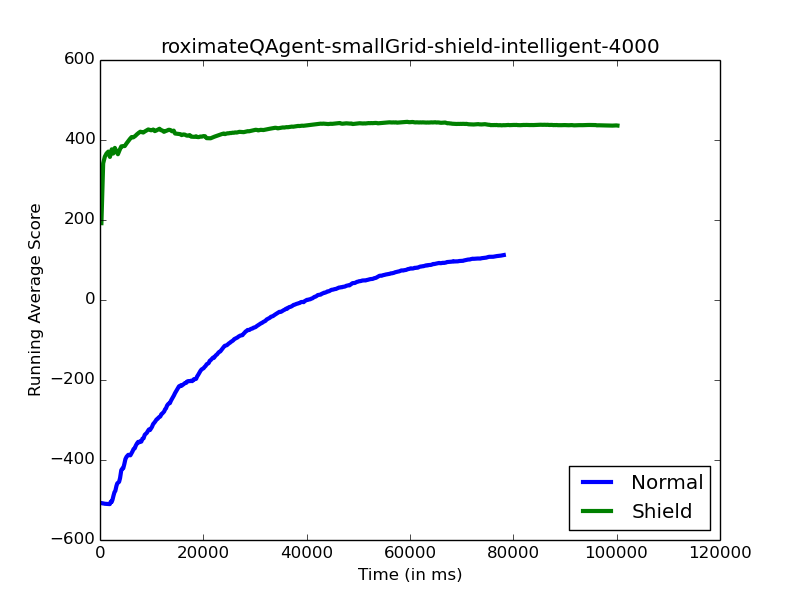 roximateQAgent-smallGrid-shield-intelligent-4000
600
400
200
0
−200
−400
−600
Running Average Score
Normal
Shield
0 20000 40000 60000 80000 100000 120000
Time (in ms)